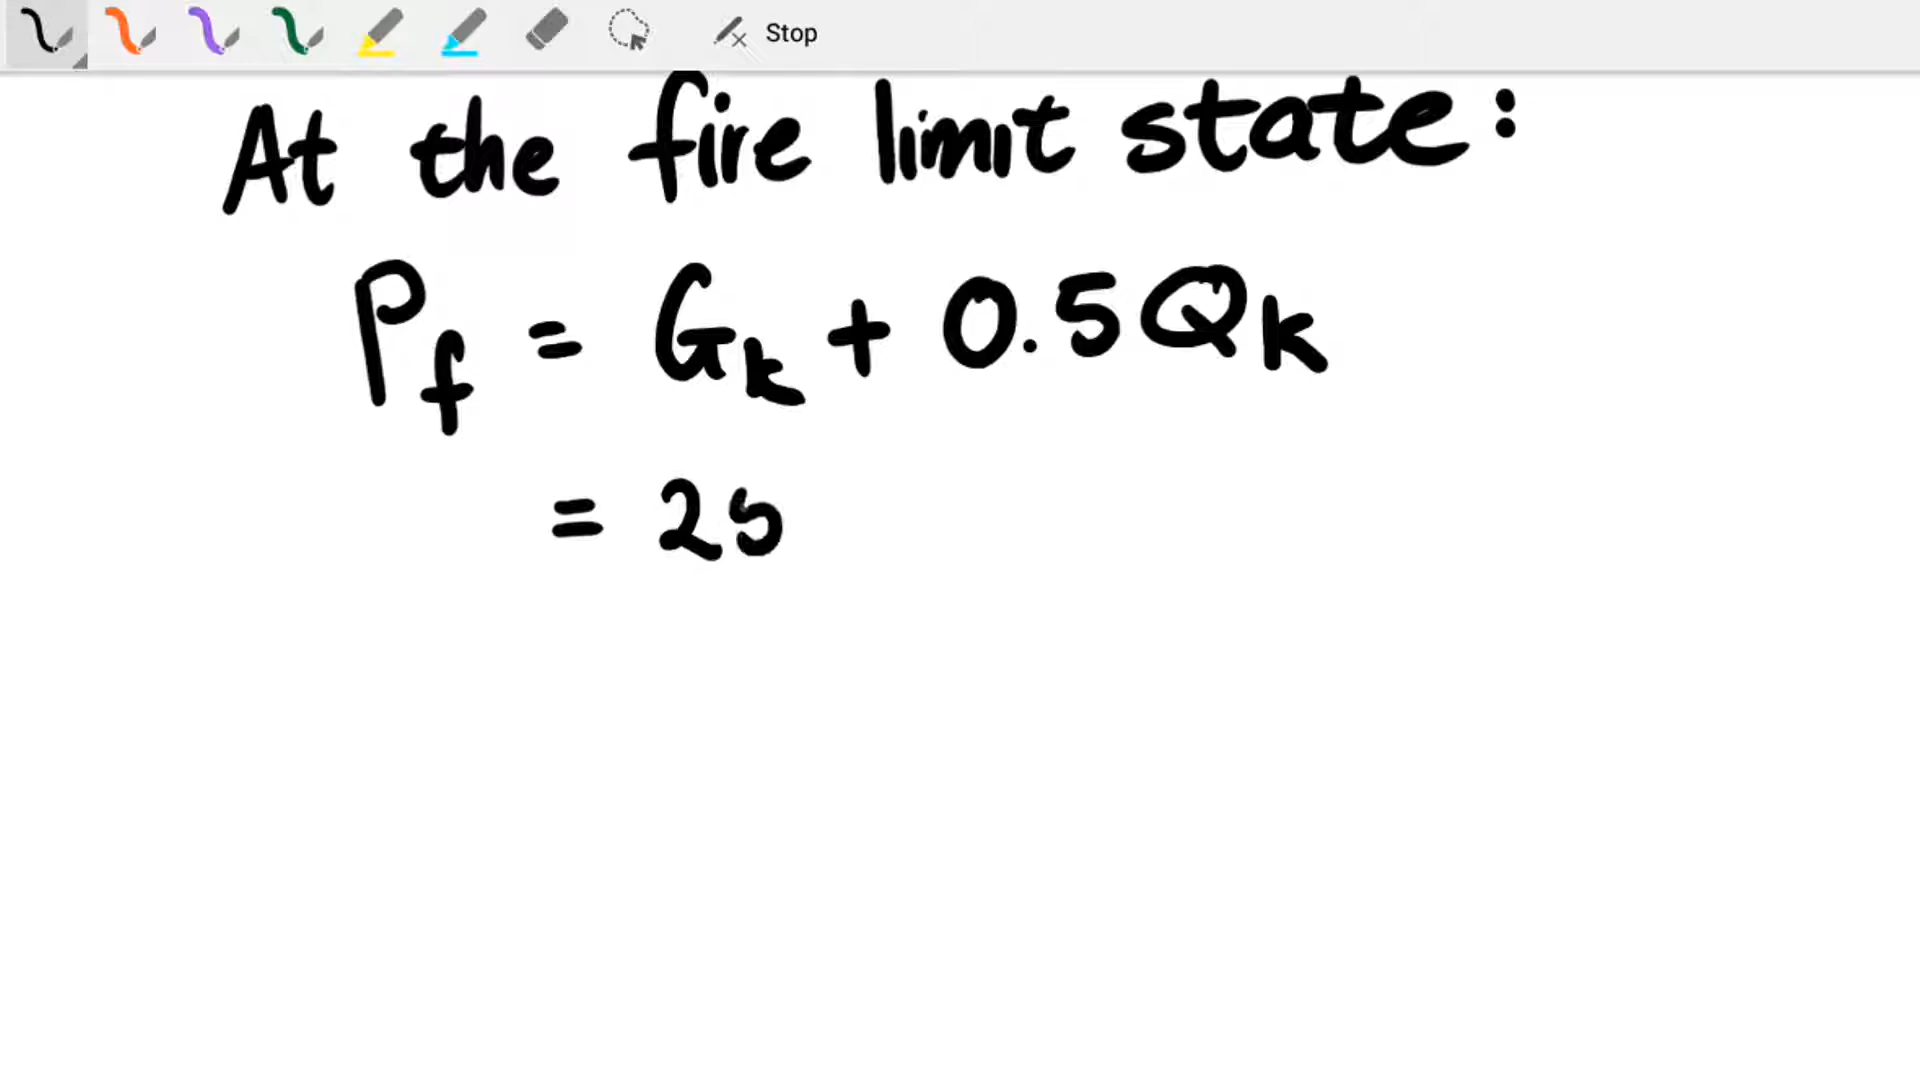 Stop
At the fire limit state:
Pf = Gk + 0.5Qk
= 25